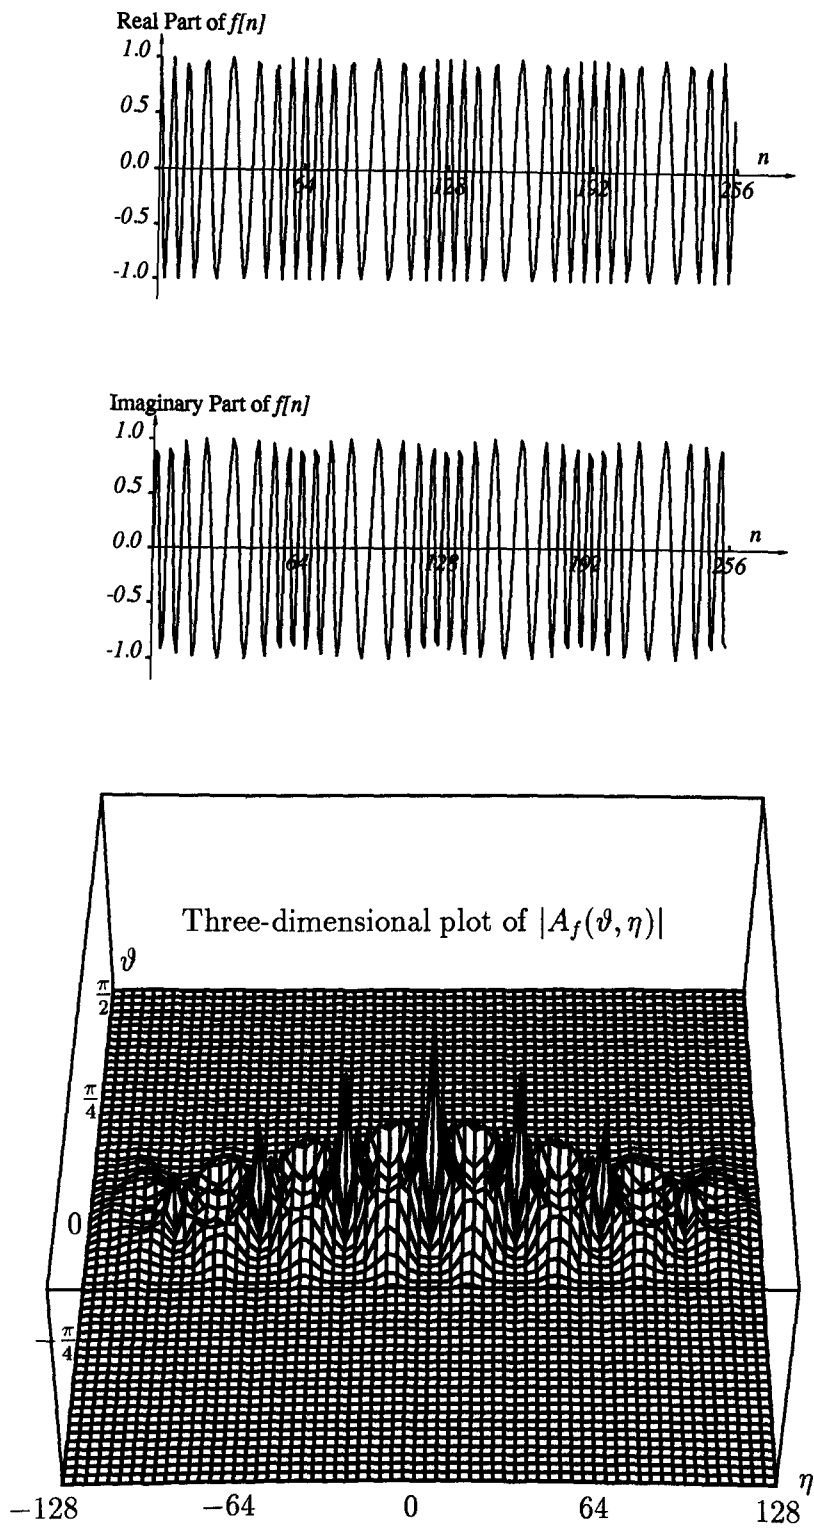 Real Part of f[n]
1.0
0.5
0.0
-0.5
-1.0
64
128
192
256
n
Imaginary Part of f[n]
1.0
0.5
0.0
-0.5
-1.0
64
128
192
256
n
Three-dimensional plot of |A_f(ϑ, η)|
ϑ
π/2
π/4
0
−π/4
−128
−64
0
64
128
η